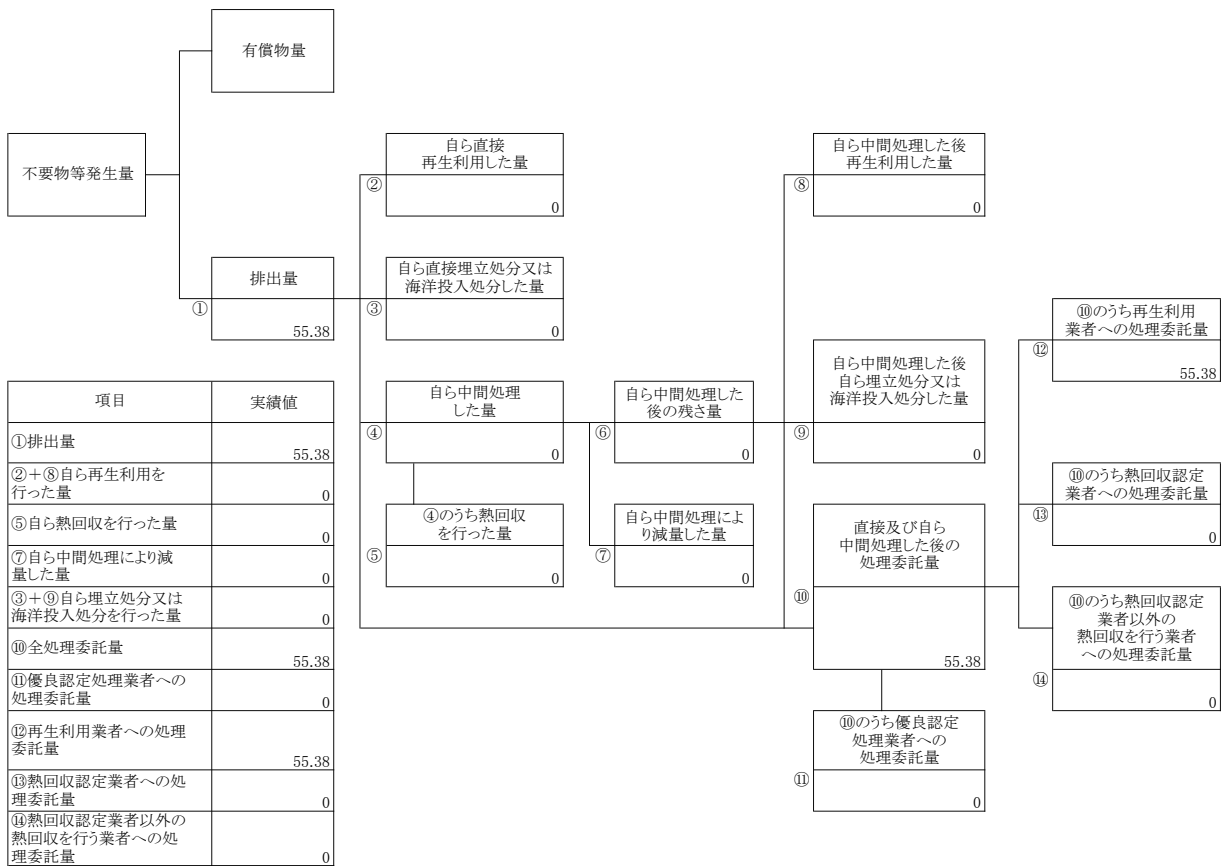 有償物量
不要物等発生量
自ら直接
再生利用した量
②
0
自ら中間処理した後
再生利用した量
⑧
0
排出量
①
55.38
自ら直接埋立処分又は
海洋投入処分した量
③
0
⑩のうち再生利用
業者への処理委託量
⑫
55.38
自ら中間処理
した量
④
0
自ら中間処理した
後の残さ量
⑥
0
自ら中間処理した後
自ら埋立処分又は
海洋投入処分した量
⑨
0
⑩のうち熱回収認定
業者への処理委託量
⑬
0
④のうち熱回収
を行った量
⑤
0
自ら中間処理によ
り減量した量
⑦
0
直接及び自ら
中間処理した後の
処理委託量
⑩
55.38
⑩のうち熱回収認定
業者以外の
熱回収を行う業者
への処理委託量
⑭
0
⑩のうち優良認定
処理業者への
処理委託量
⑪
0
項目
実績値
①排出量
55.38
②+⑧自ら再生利用を
行った量
0
⑤自ら熱回収を行った量
0
⑦自ら中間処理により減
量した量
0
③+⑨自ら埋立処分又は
海洋投入処分を行った量
0
⑩全処理委託量
55.38
⑪優良認定処理業者への
処理委託量
0
⑫再生利用業者への処理
委託量
55.38
⑬熱回収認定業者への処
理委託量
0
⑭熱回収認定業者以外の
熱回収を行う業者への処
理委託量
0